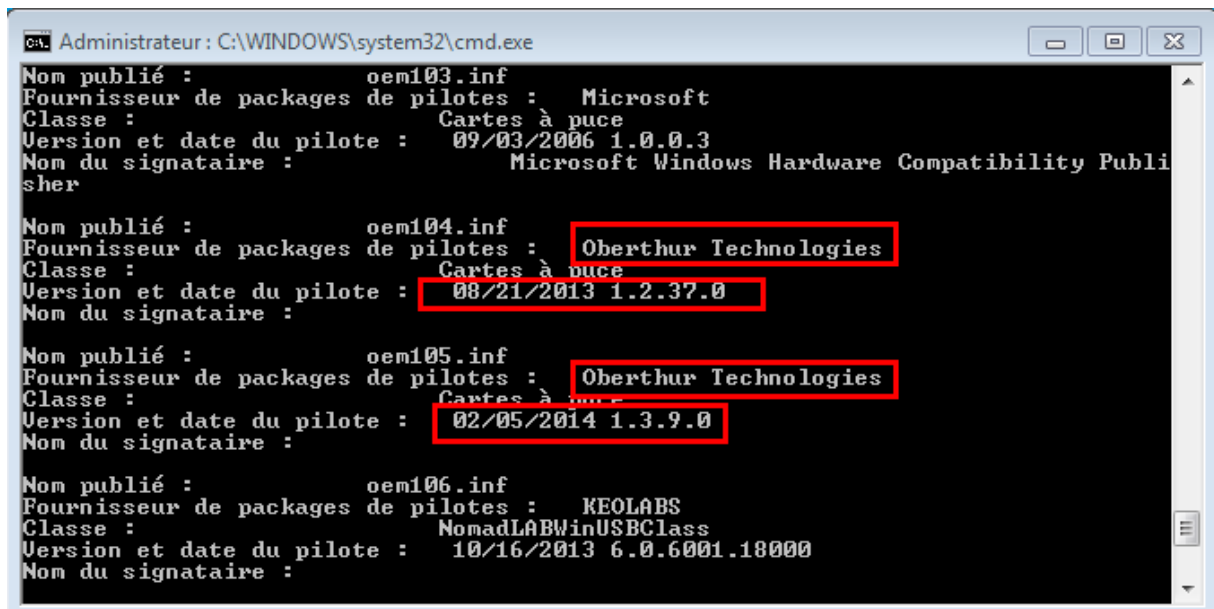 Administrateur : C:\WINDOWS\system32\cmd.exe
Nom publié : oem103.inf
Fournisseur de packages de pilotes : Microsoft
Classe : Cartes à puce
Version et date du pilote : 09/03/2006 1.0.0.3
Nom du signataire : Microsoft Windows Hardware Compatibility Publi
sher
Nom publié : oem104.inf
Fournisseur de packages de pilotes : Oberthur Technologies
Classe : Cartes à puce
Version et date du pilote : 08/21/2013 1.2.37.0
Nom du signataire :
Nom publié : oem105.inf
Fournisseur de packages de pilotes : Oberthur Technologies
Classe : Cartes à puce
Version et date du pilote : 02/05/2014 1.3.9.0
Nom du signataire :
Nom publié : oem106.inf
Fournisseur de packages de pilotes : KEOLABS
Classe : NomadLABWinUSBClass
Version et date du pilote : 10/16/2013 6.0.6001.18000
Nom du signataire :